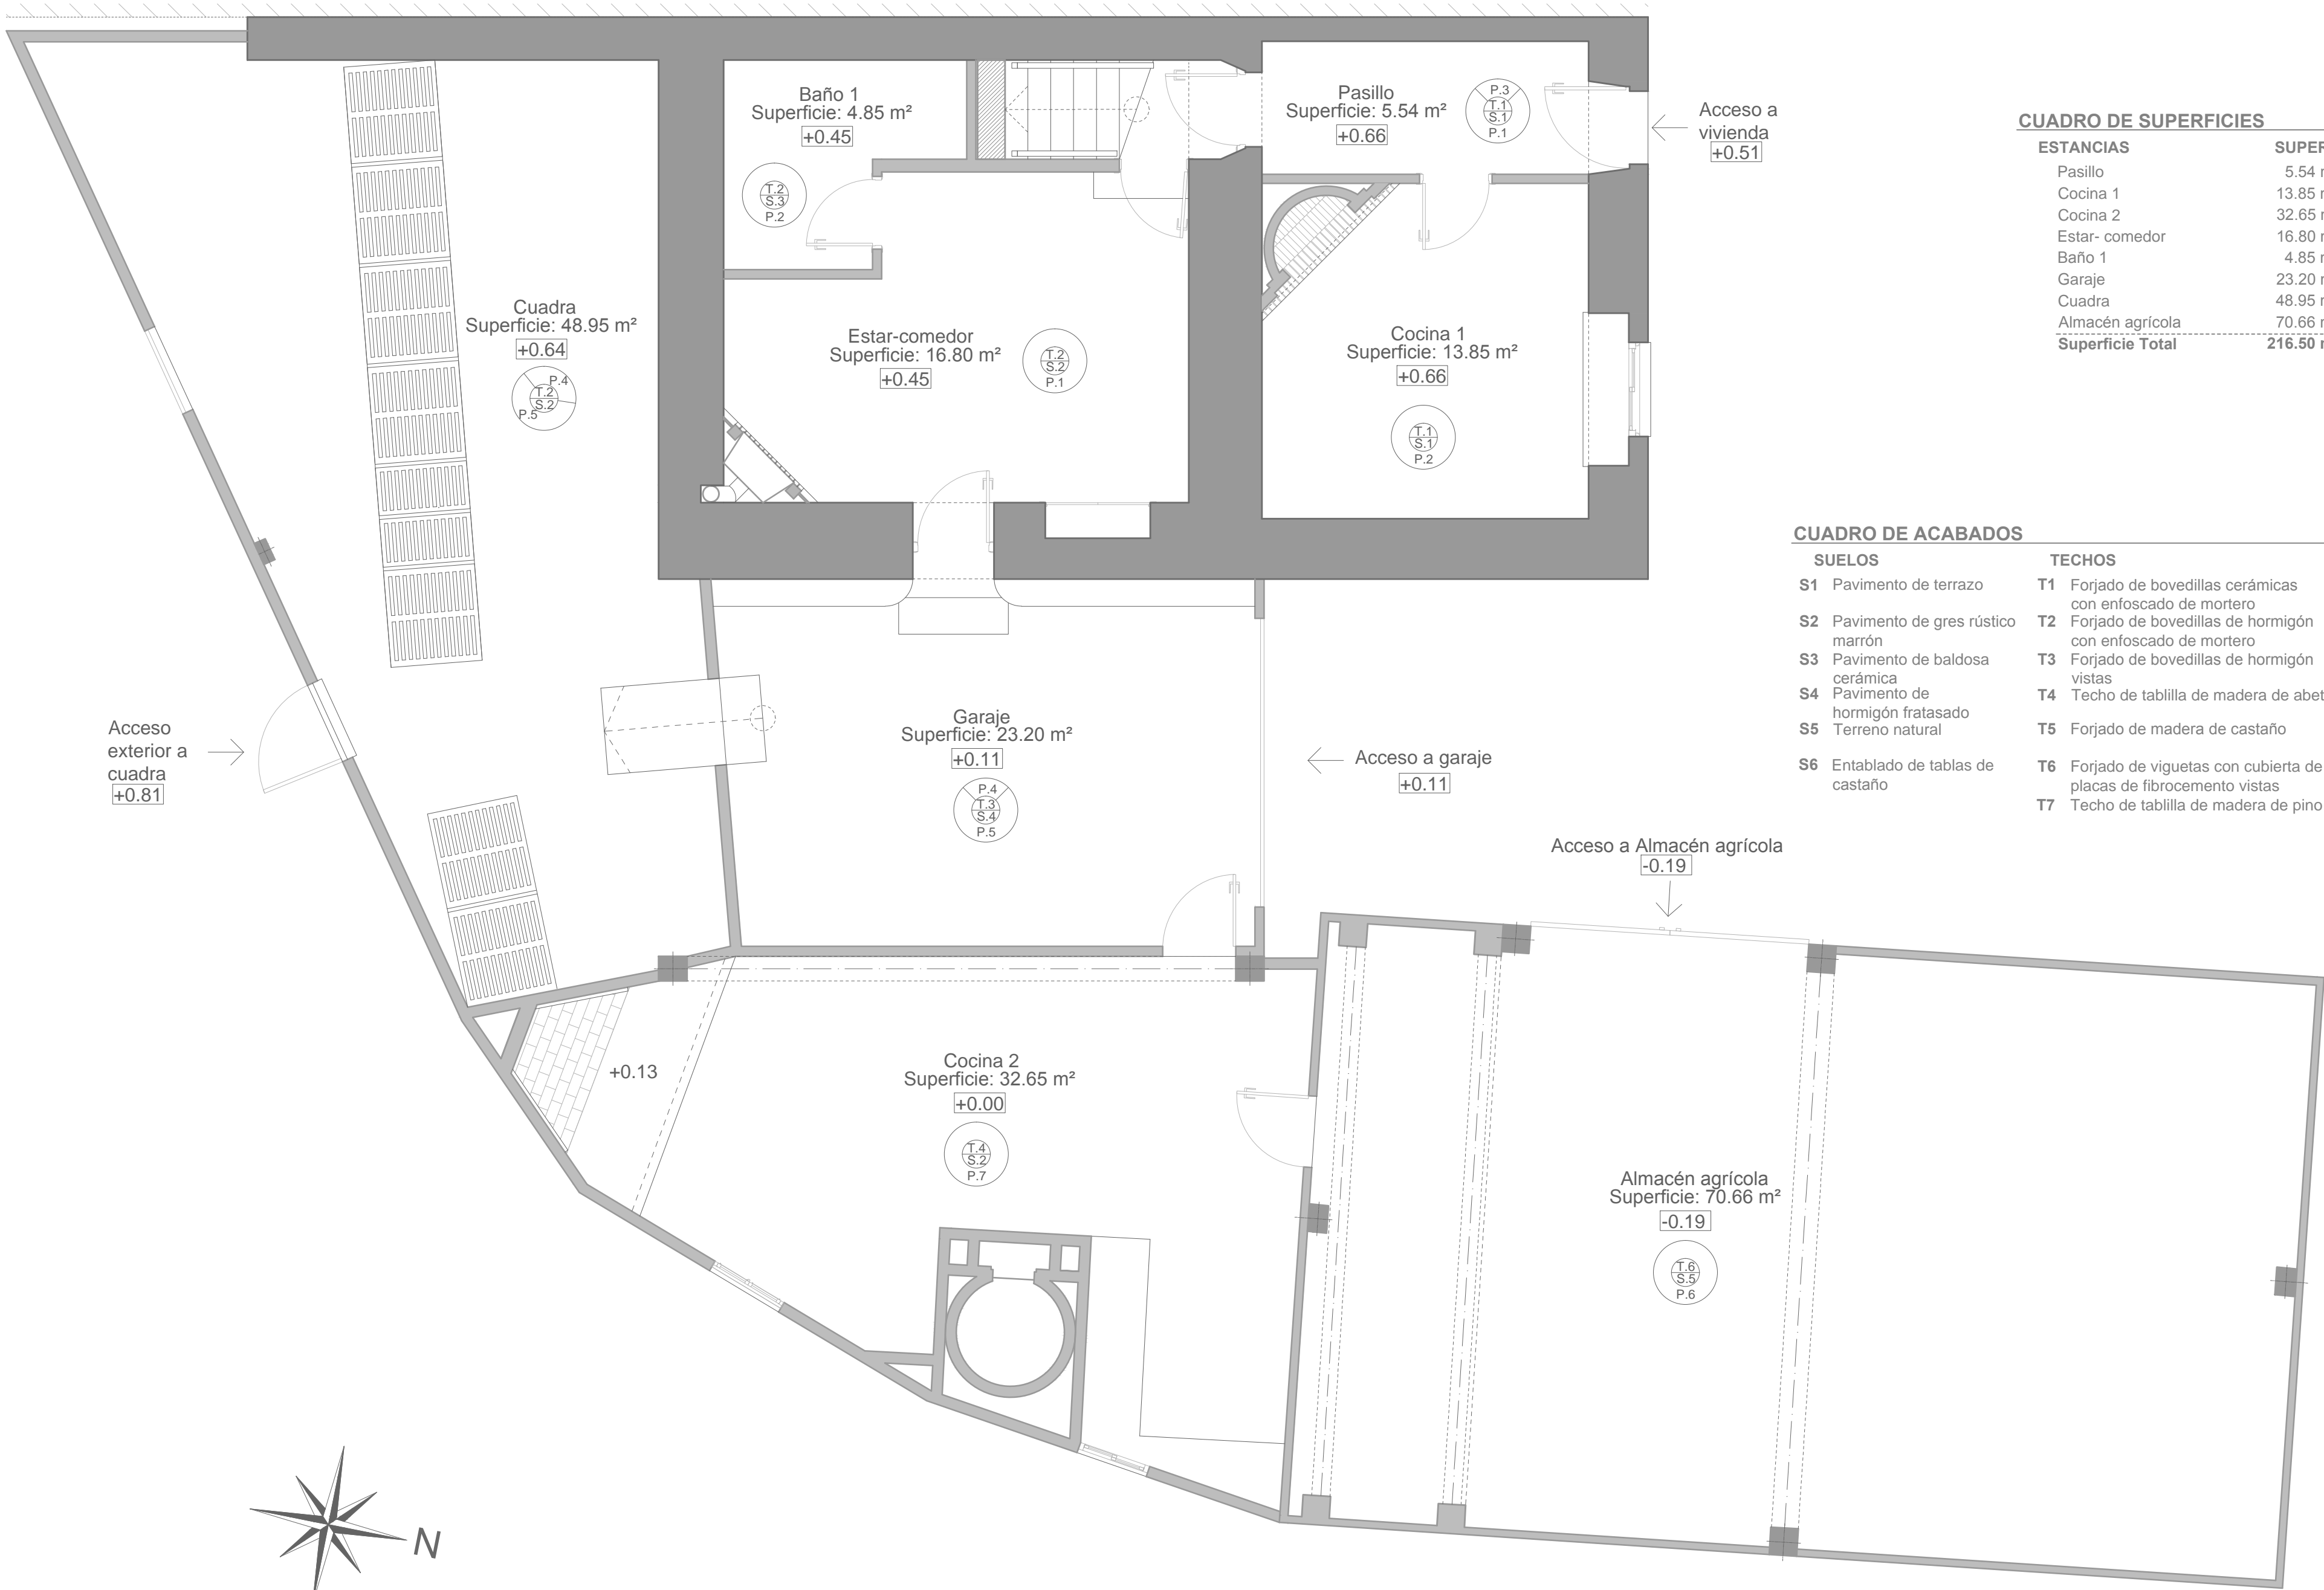 Baño 1
Superficie: 4.85 m²
+0.45
T.2
S.3
P.2
Pasillo
Superficie: 5.54 m²
+0.66
P.3
T.1
S.1
P.1
Acceso a
vivienda
+0.51
Cuadra
Superficie: 48.95 m²
+0.64
P.4
T.2
S.2
P.5
Estar-comedor
Superficie: 16.80 m²
+0.45
T.2
S.2
P.1
Cocina 1
Superficie: 13.85 m²
+0.66
T.1
S.1
P.2
CUADRO DE SUPERFICIES
ESTANCIAS
Pasillo 5.54
Cocina 1 13.85
Cocina 2 32.65
Estar- comedor 16.80
Baño 1 4.85
Garaje 23.20
Cuadra 48.95
Almacén agrícola 70.66
Superficie Total 216.50
CUADRO DE ACABADOS
SUELOS
S1 Pavimento de terrazo
S2 Pavimento de gres rústico
marrón
S3 Pavimento de baldosa
cerámica
S4 Pavimento de
hormigón fratasado
S5 Terreno natural
S6 Entablado de tablas de
castaño
TECHOS
T1 Forjado de bovedillas cerámicas
con enfoscado de mortero
T2 Forjado de bovedillas de hormigón
con enfoscado de mortero
T3 Forjado de bovedillas de hormigón
vistas
T4 Techo de tablilla de madera de abet
T5 Forjado de madera de castaño
T6 Forjado de viguetas con cubierta de
placas de fibrocemento vistas
T7 Techo de tablilla de madera de pino
Acceso
exterior a
cuadra
+0.81
Garaje
Superficie: 23.20 m²
+0.11
P.4
T.3
S.4
P.5
Acceso a garaje
+0.11
Acceso a Almacén agrícola
-0.19
+0.13
Cocina 2
Superficie: 32.65 m²
+0.00
T.4
S.2
P.7
Almacén agrícola
Superficie: 70.66 m²
-0.19
T.6
S.5
P.6
N